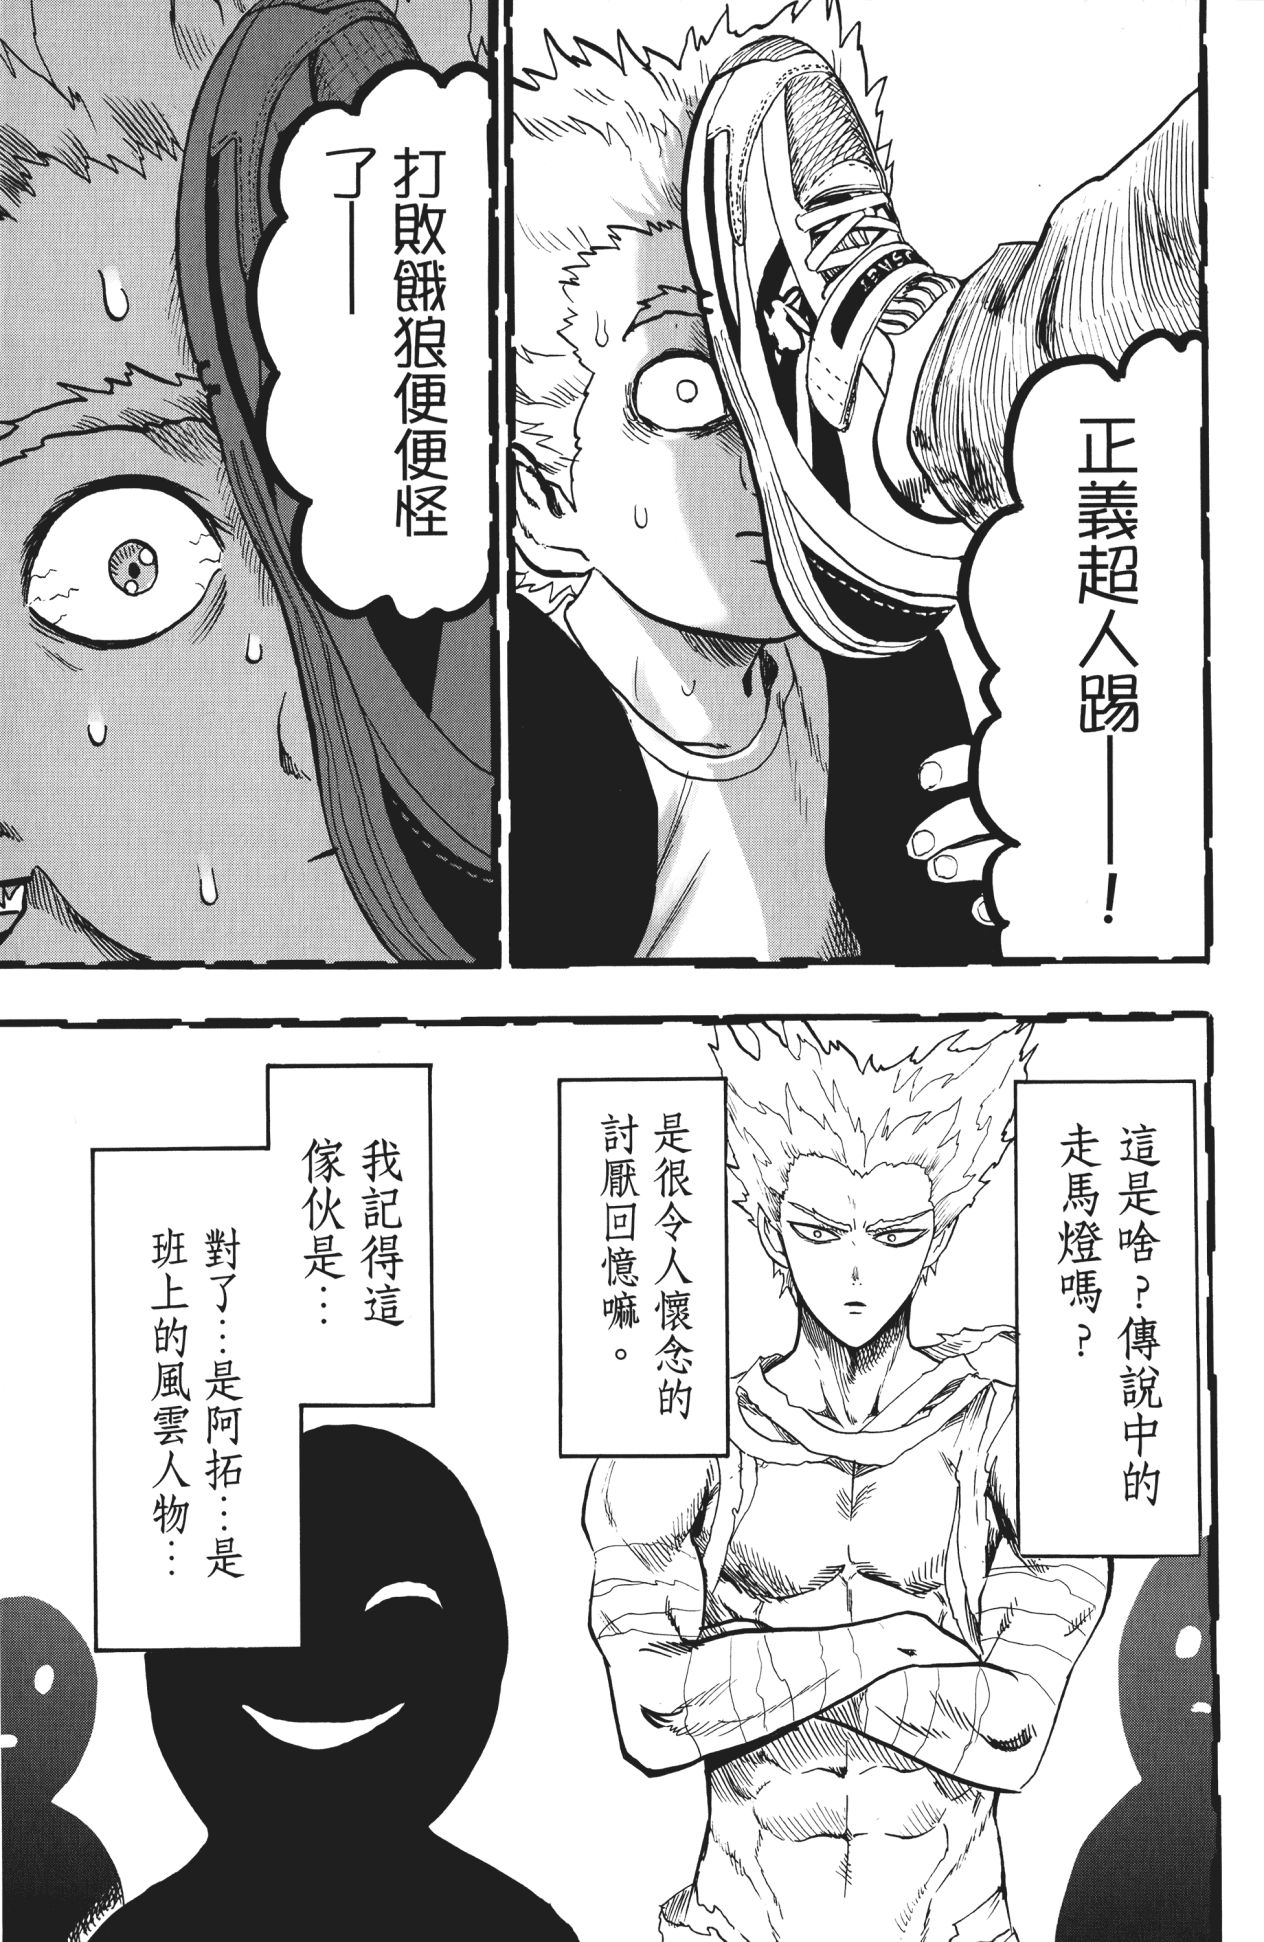 正義超人踢——！
打敗餓狼便便怪
了——
這是啥？傳說中的
走馬燈嗎？
是很令人懷念的
討厭回憶嘛。
我記得這
傢伙是…
對了…是阿拓…是
班上的風雲人物…